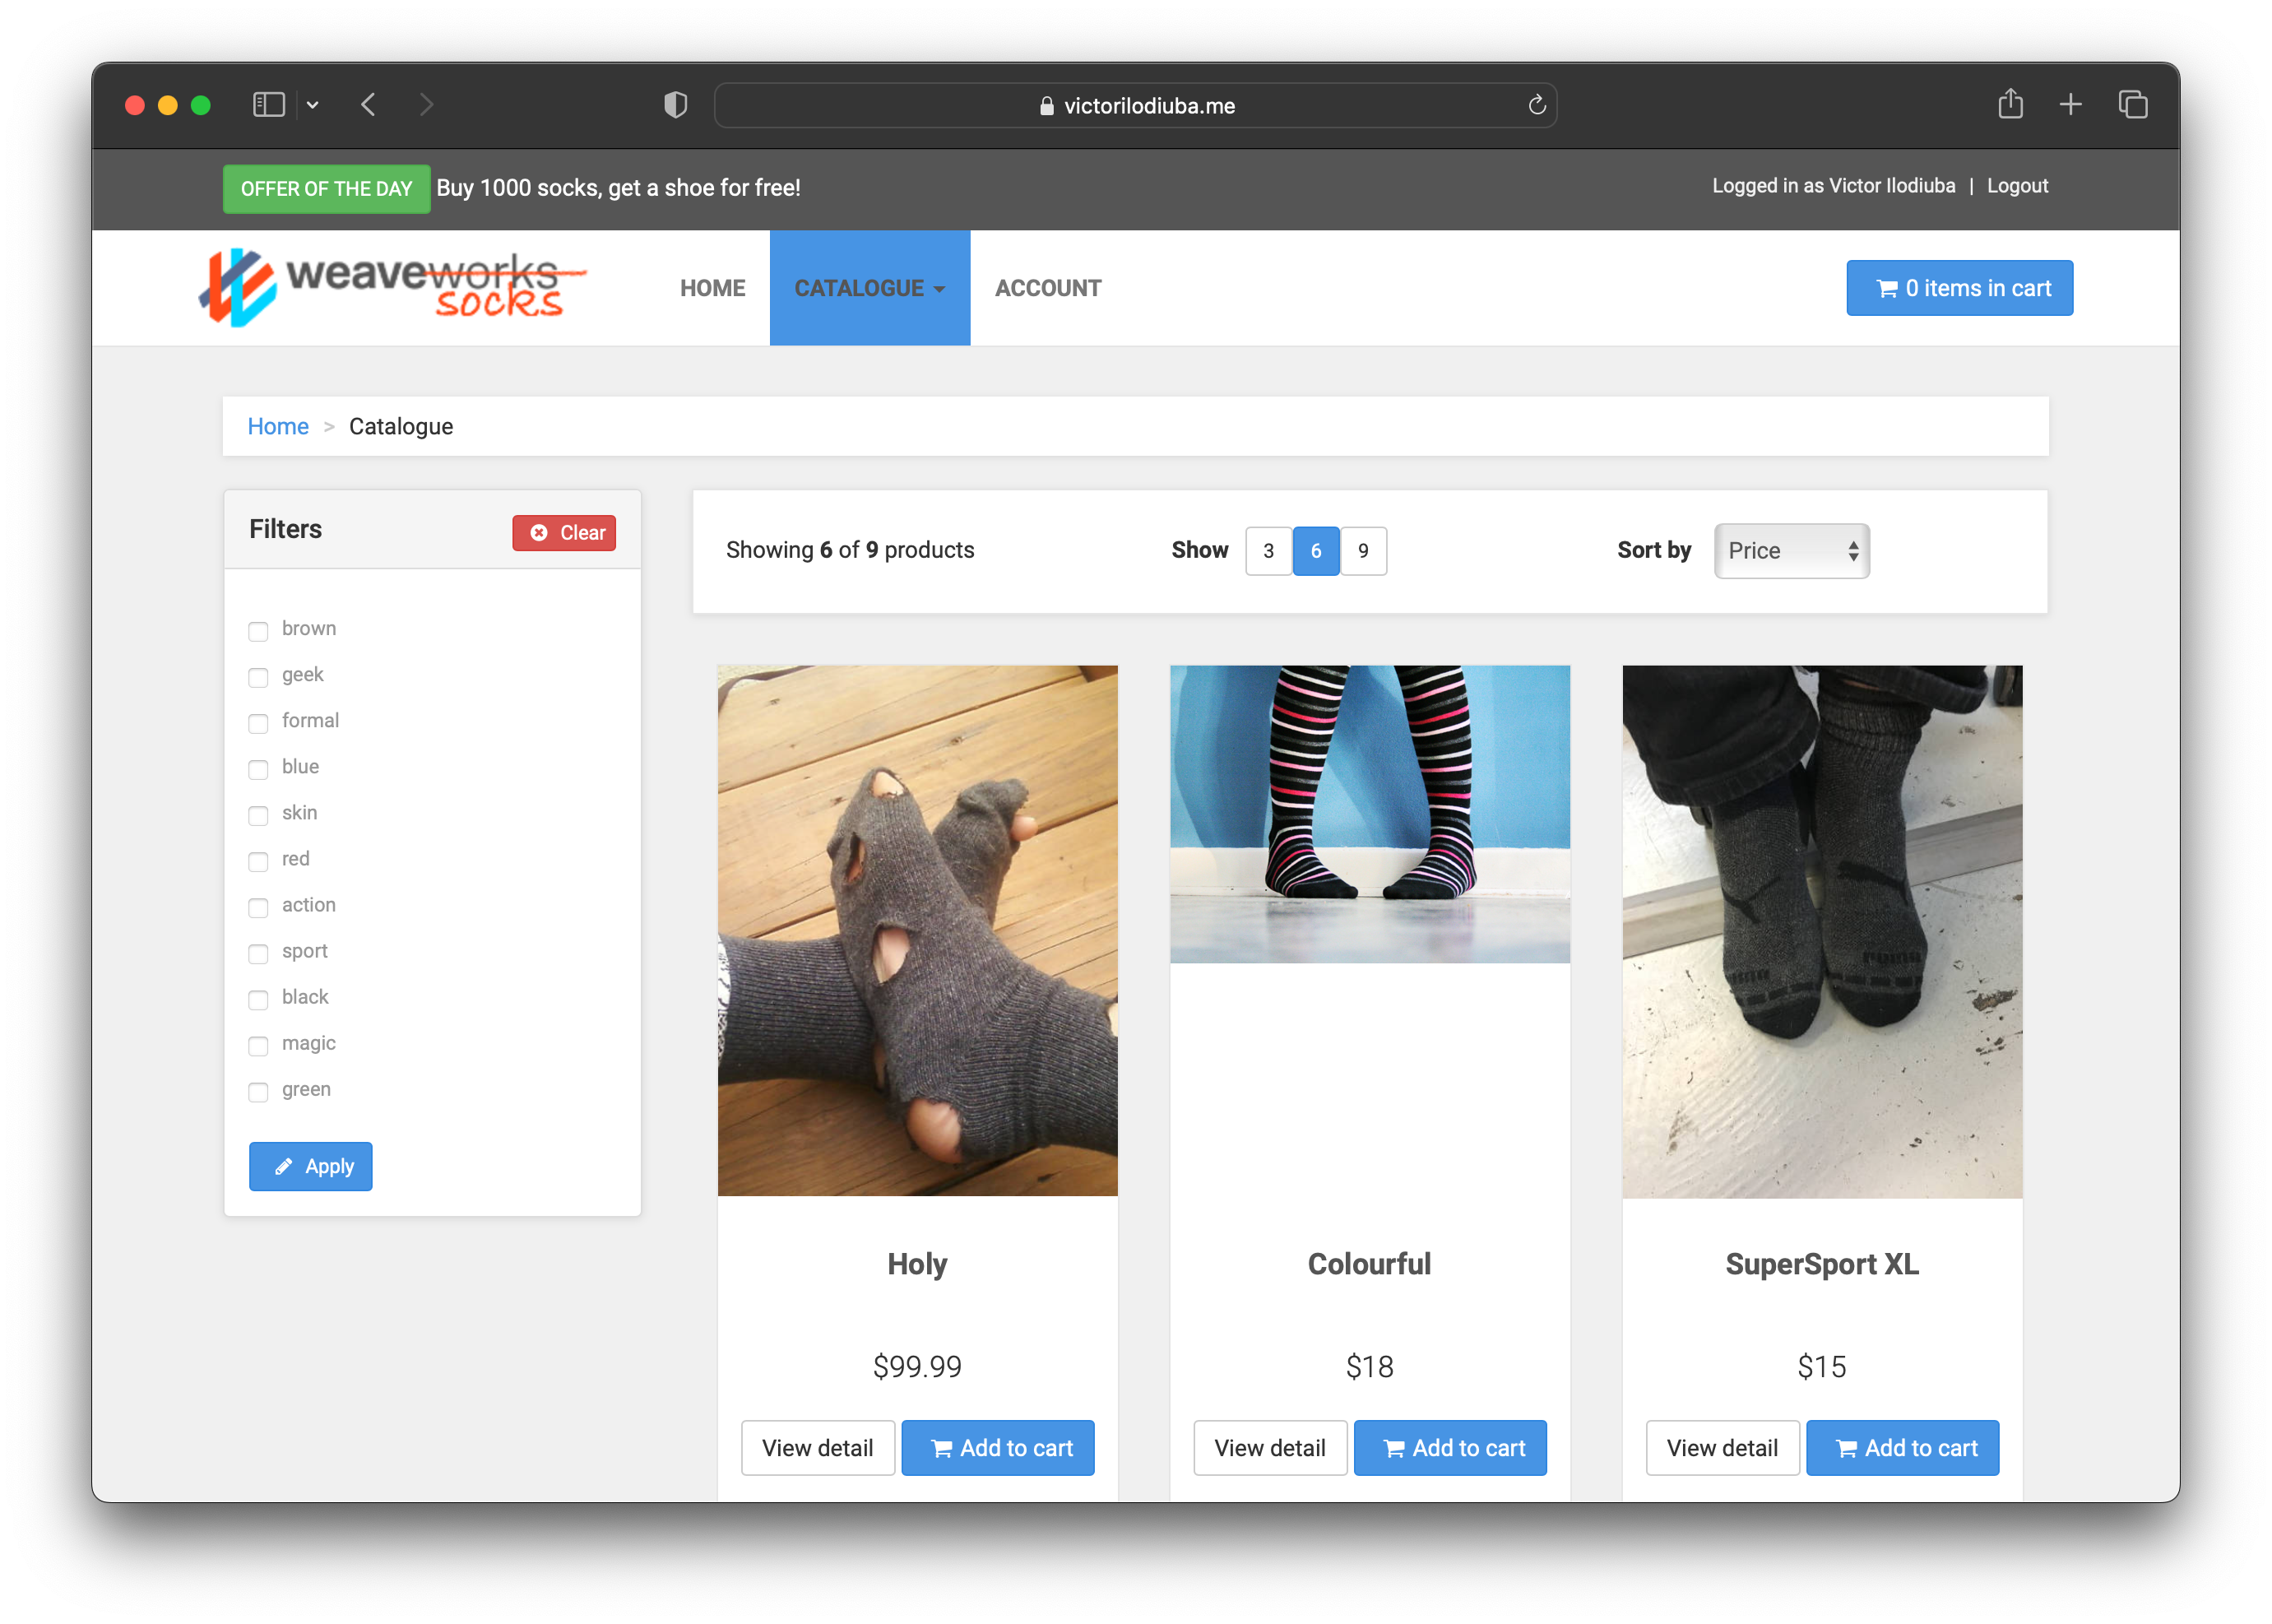 victorilodiuba.me
OFFER OF THE DAY Buy 1000 socks, get a shoe for free!
Logged in as Victor Ilodiuba | Logout
weaveworks
socks
HOME
CATALOGUE
ACCOUNT
0 items in cart
Home > Catalogue
Filters
Clear
brown
geek
formal
blue
skin
red
action
sport
black
magic
green
Apply
Showing 6 of 9 products
Show 3 6 9
Sort by Price
Holy
$99.99
View detail Add to cart
Colourful
$18
View detail Add to cart
SuperSport XL
$15
View detail Add to cart